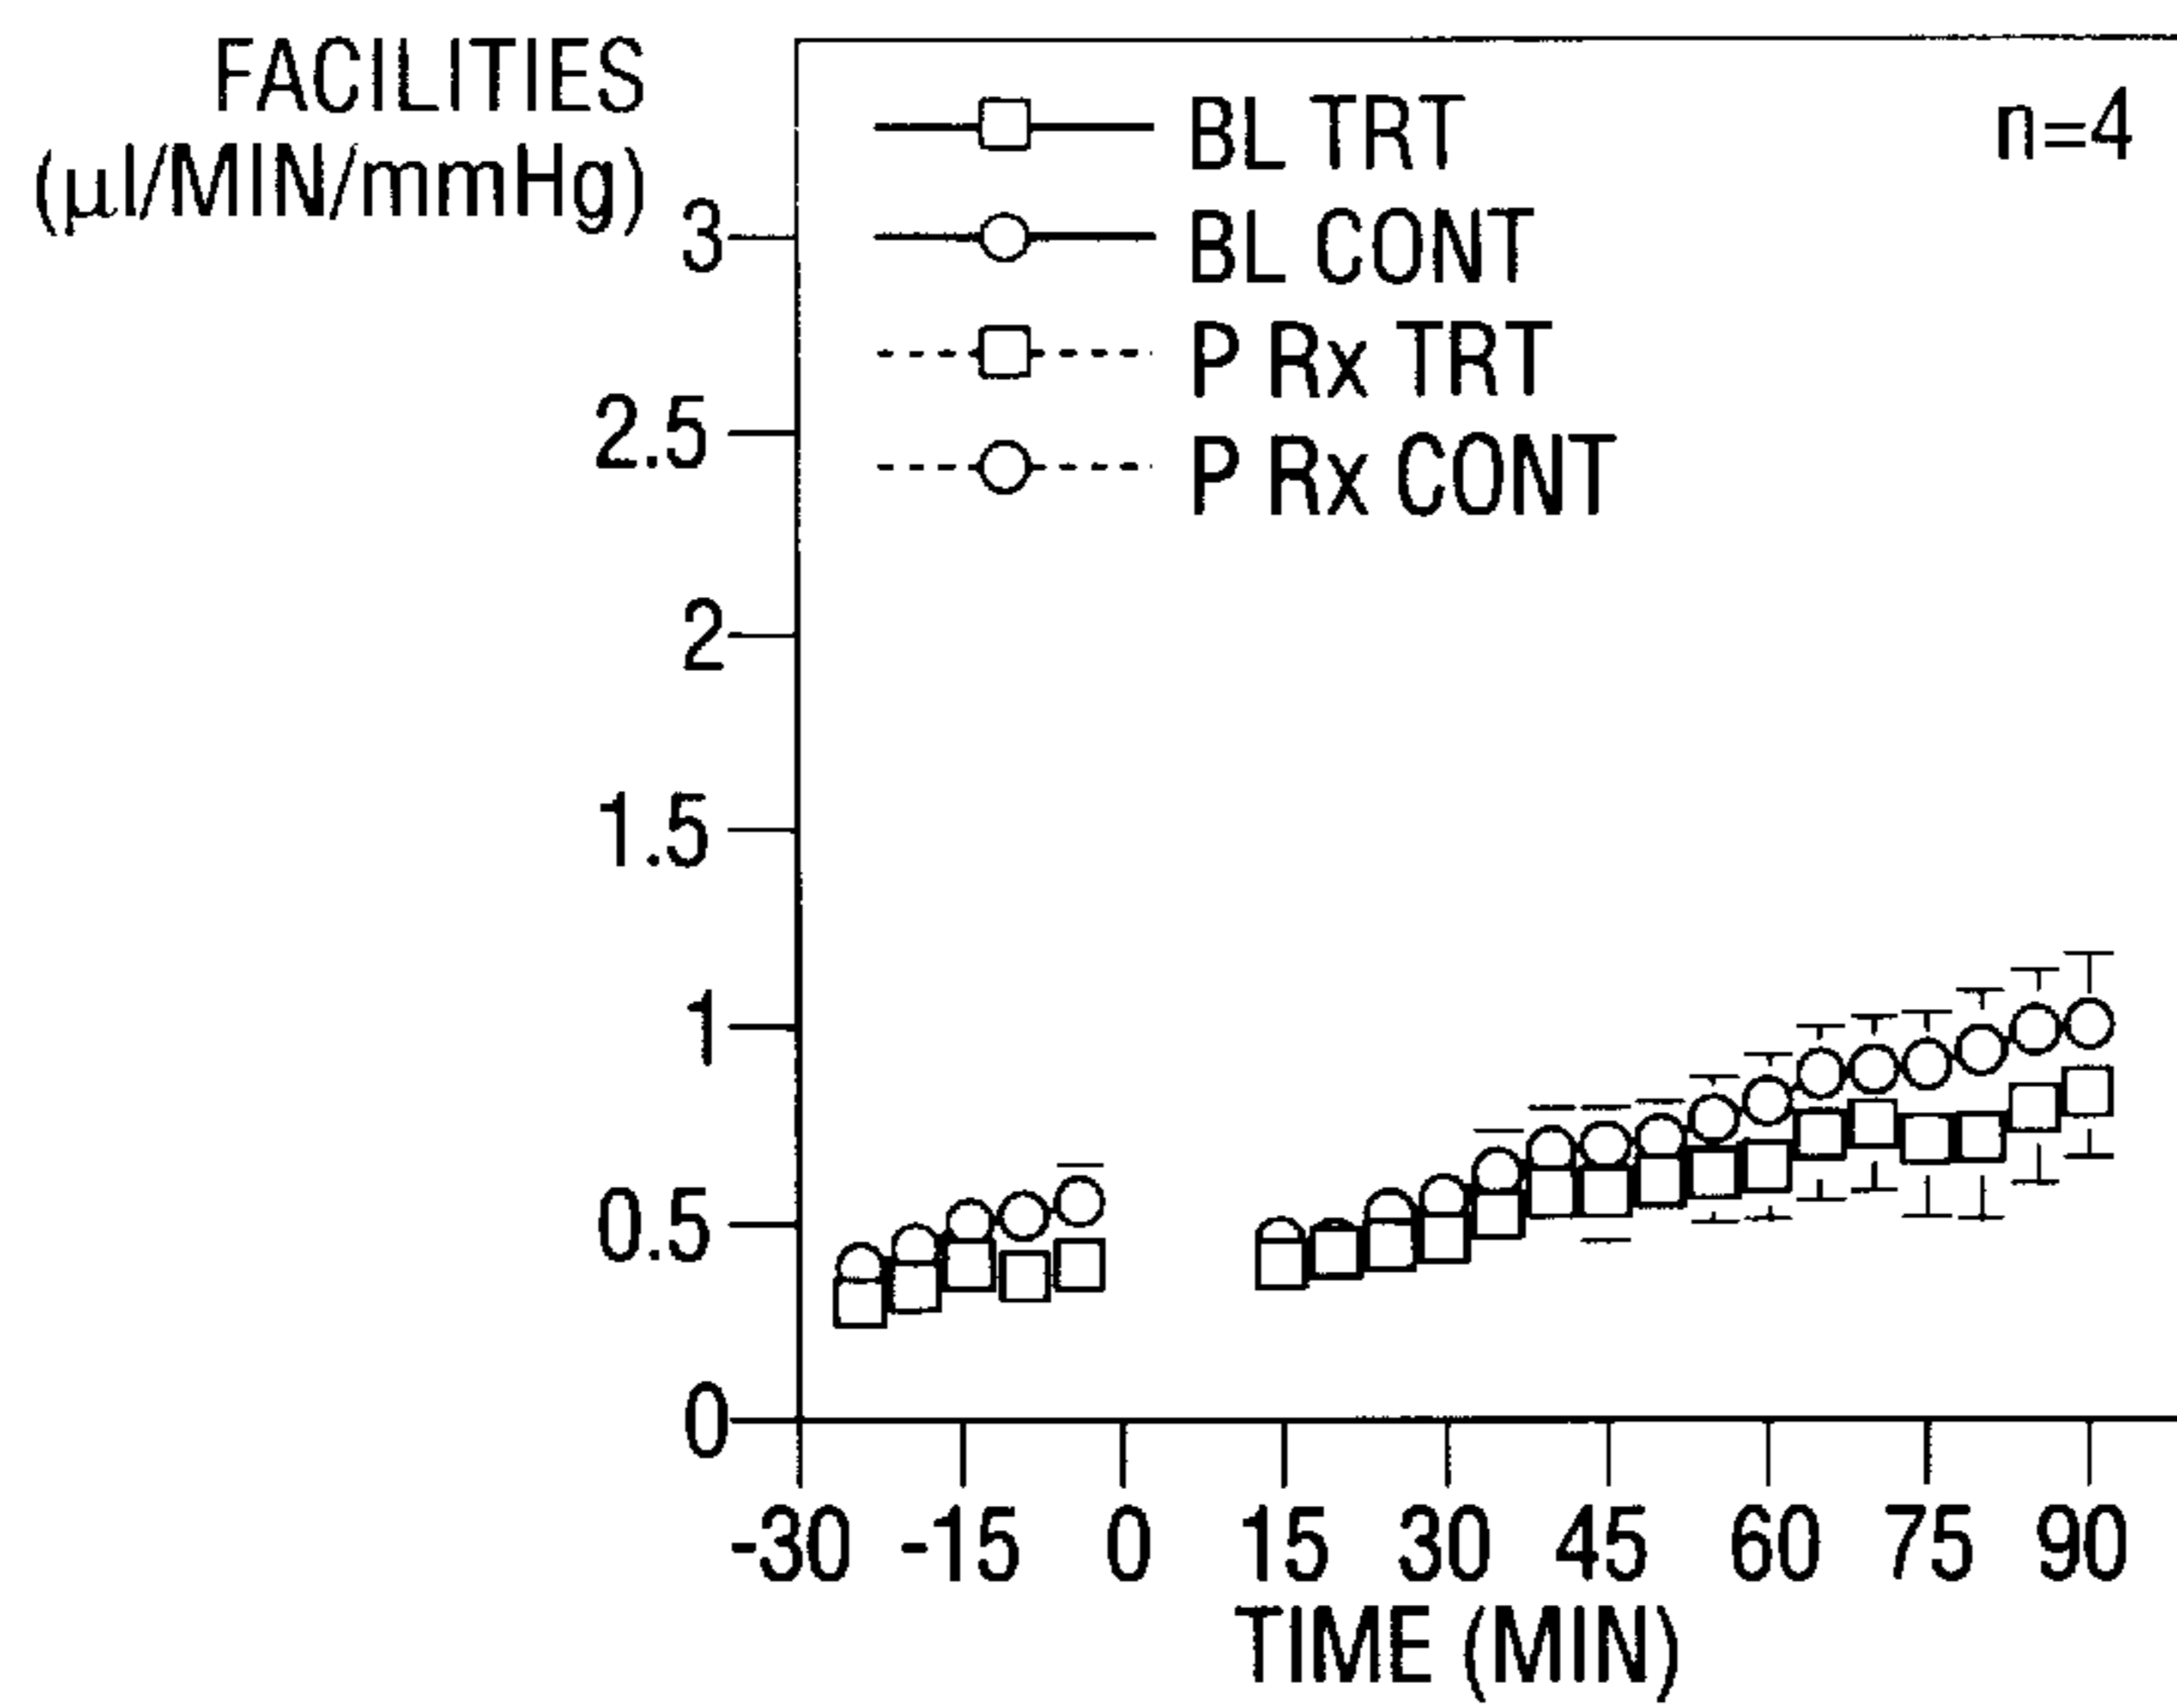 FACILITIES
(µl/MIN/mmHg)
BL TRT
n=4
3
BL CONT
P Rx TRT
2.5
P Rx CONT
2
1.5
1
0.5
0
-30 -15 0 15 30 45 60 75 90
TIME (MIN)